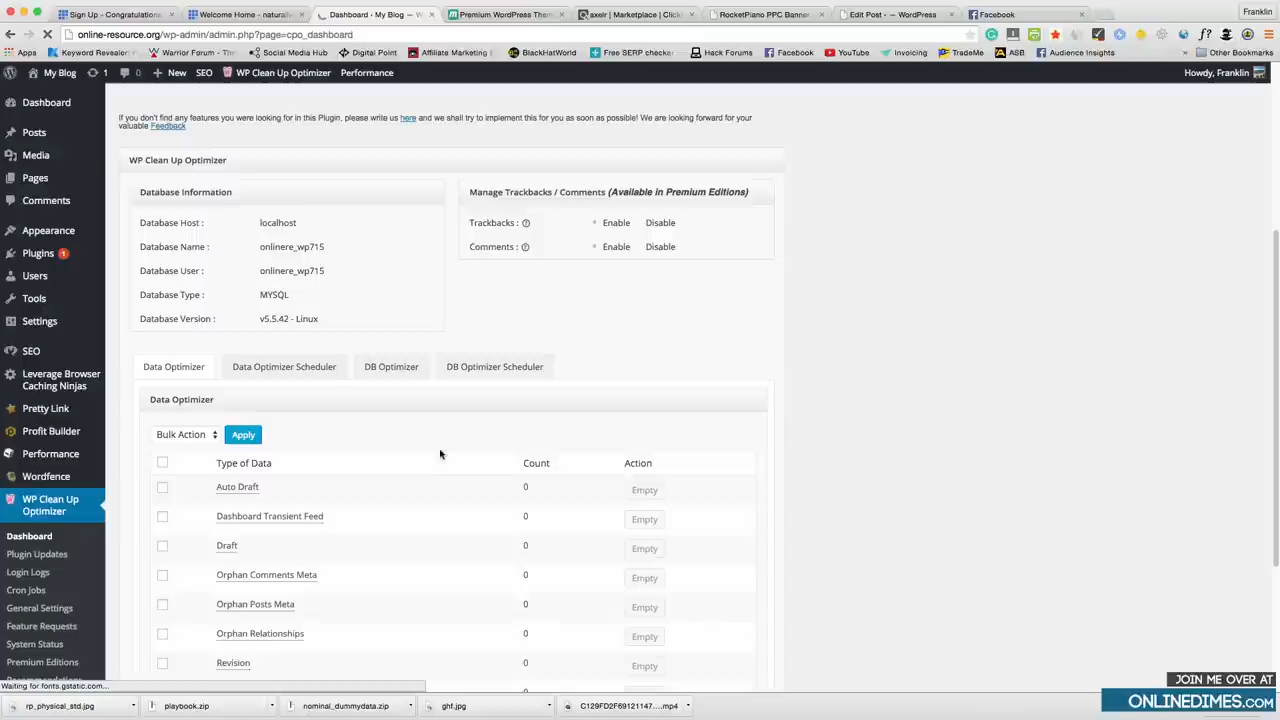 Sign Up - Congratulations
Welcome Home - naturalf
Dashboard · My Blog — W
Premium WordPress Them
axelr | Marketplace | Click
RocketPiano PPC Banner
Edit Post · — WordPress
Facebook
Franklin
online-resource.org/wp-admin/admin.php?page=cpo_dashboard
Apps
Keyword Revealer
Warrior Forum - The
Social Media Hub
Digital Point
Affiliate Marketing
BlackHatWorld
Free SERP checker
Hack Forums
Facebook
YouTube
Invoicing
TradeMe
ASB
Audience Insights
Other Bookmarks
My Blog
1
0
New
SEO
WP Clean Up Optimizer
Performance
Howdy, Franklin
Dashboard
Posts
Media
Pages
Comments
Appearance
Plugins 1
Users
Tools
Settings
SEO
Leverage Browser
Caching Ninjas
Pretty Link
Profit Builder
Performance
Wordfence
WP Clean Up
Optimizer
Dashboard
Plugin Updates
Login Logs
Cron Jobs
General Settings
Feature Requests
System Status
Premium Editions
If you don't find any features you were looking for in this Plugin, please write us here and we shall try to implement this for you as soon as possible! We are looking forward for your
valuable Feedback
WP Clean Up Optimizer
Database Information
Database Host : localhost
Database Name : onlinere_wp715
Database User : onlinere_wp715
Database Type : MYSQL
Database Version : v5.5.42 - Linux
Manage Trackbacks / Comments (Available in Premium Editions)
Trackbacks : Enable Disable
Comments : Enable Disable
Data Optimizer
Data Optimizer Scheduler
DB Optimizer
DB Optimizer Scheduler
Data Optimizer
Bulk Action Apply
Type of Data Count Action
Auto Draft 0 Empty
Dashboard Transient Feed 0 Empty
Draft 0 Empty
Orphan Comments Meta 0 Empty
Orphan Posts Meta 0 Empty
Orphan Relationships 0 Empty
Revision 0 Empty
Waiting for fonts.gstatic.com...
rp_physical_std.jpg
playbook.zip
nominal_dummydata.zip
ghf.jpg
C129FD2F69121147....mp4
JOIN ME OVER AT
ONLINEDIMES.COM